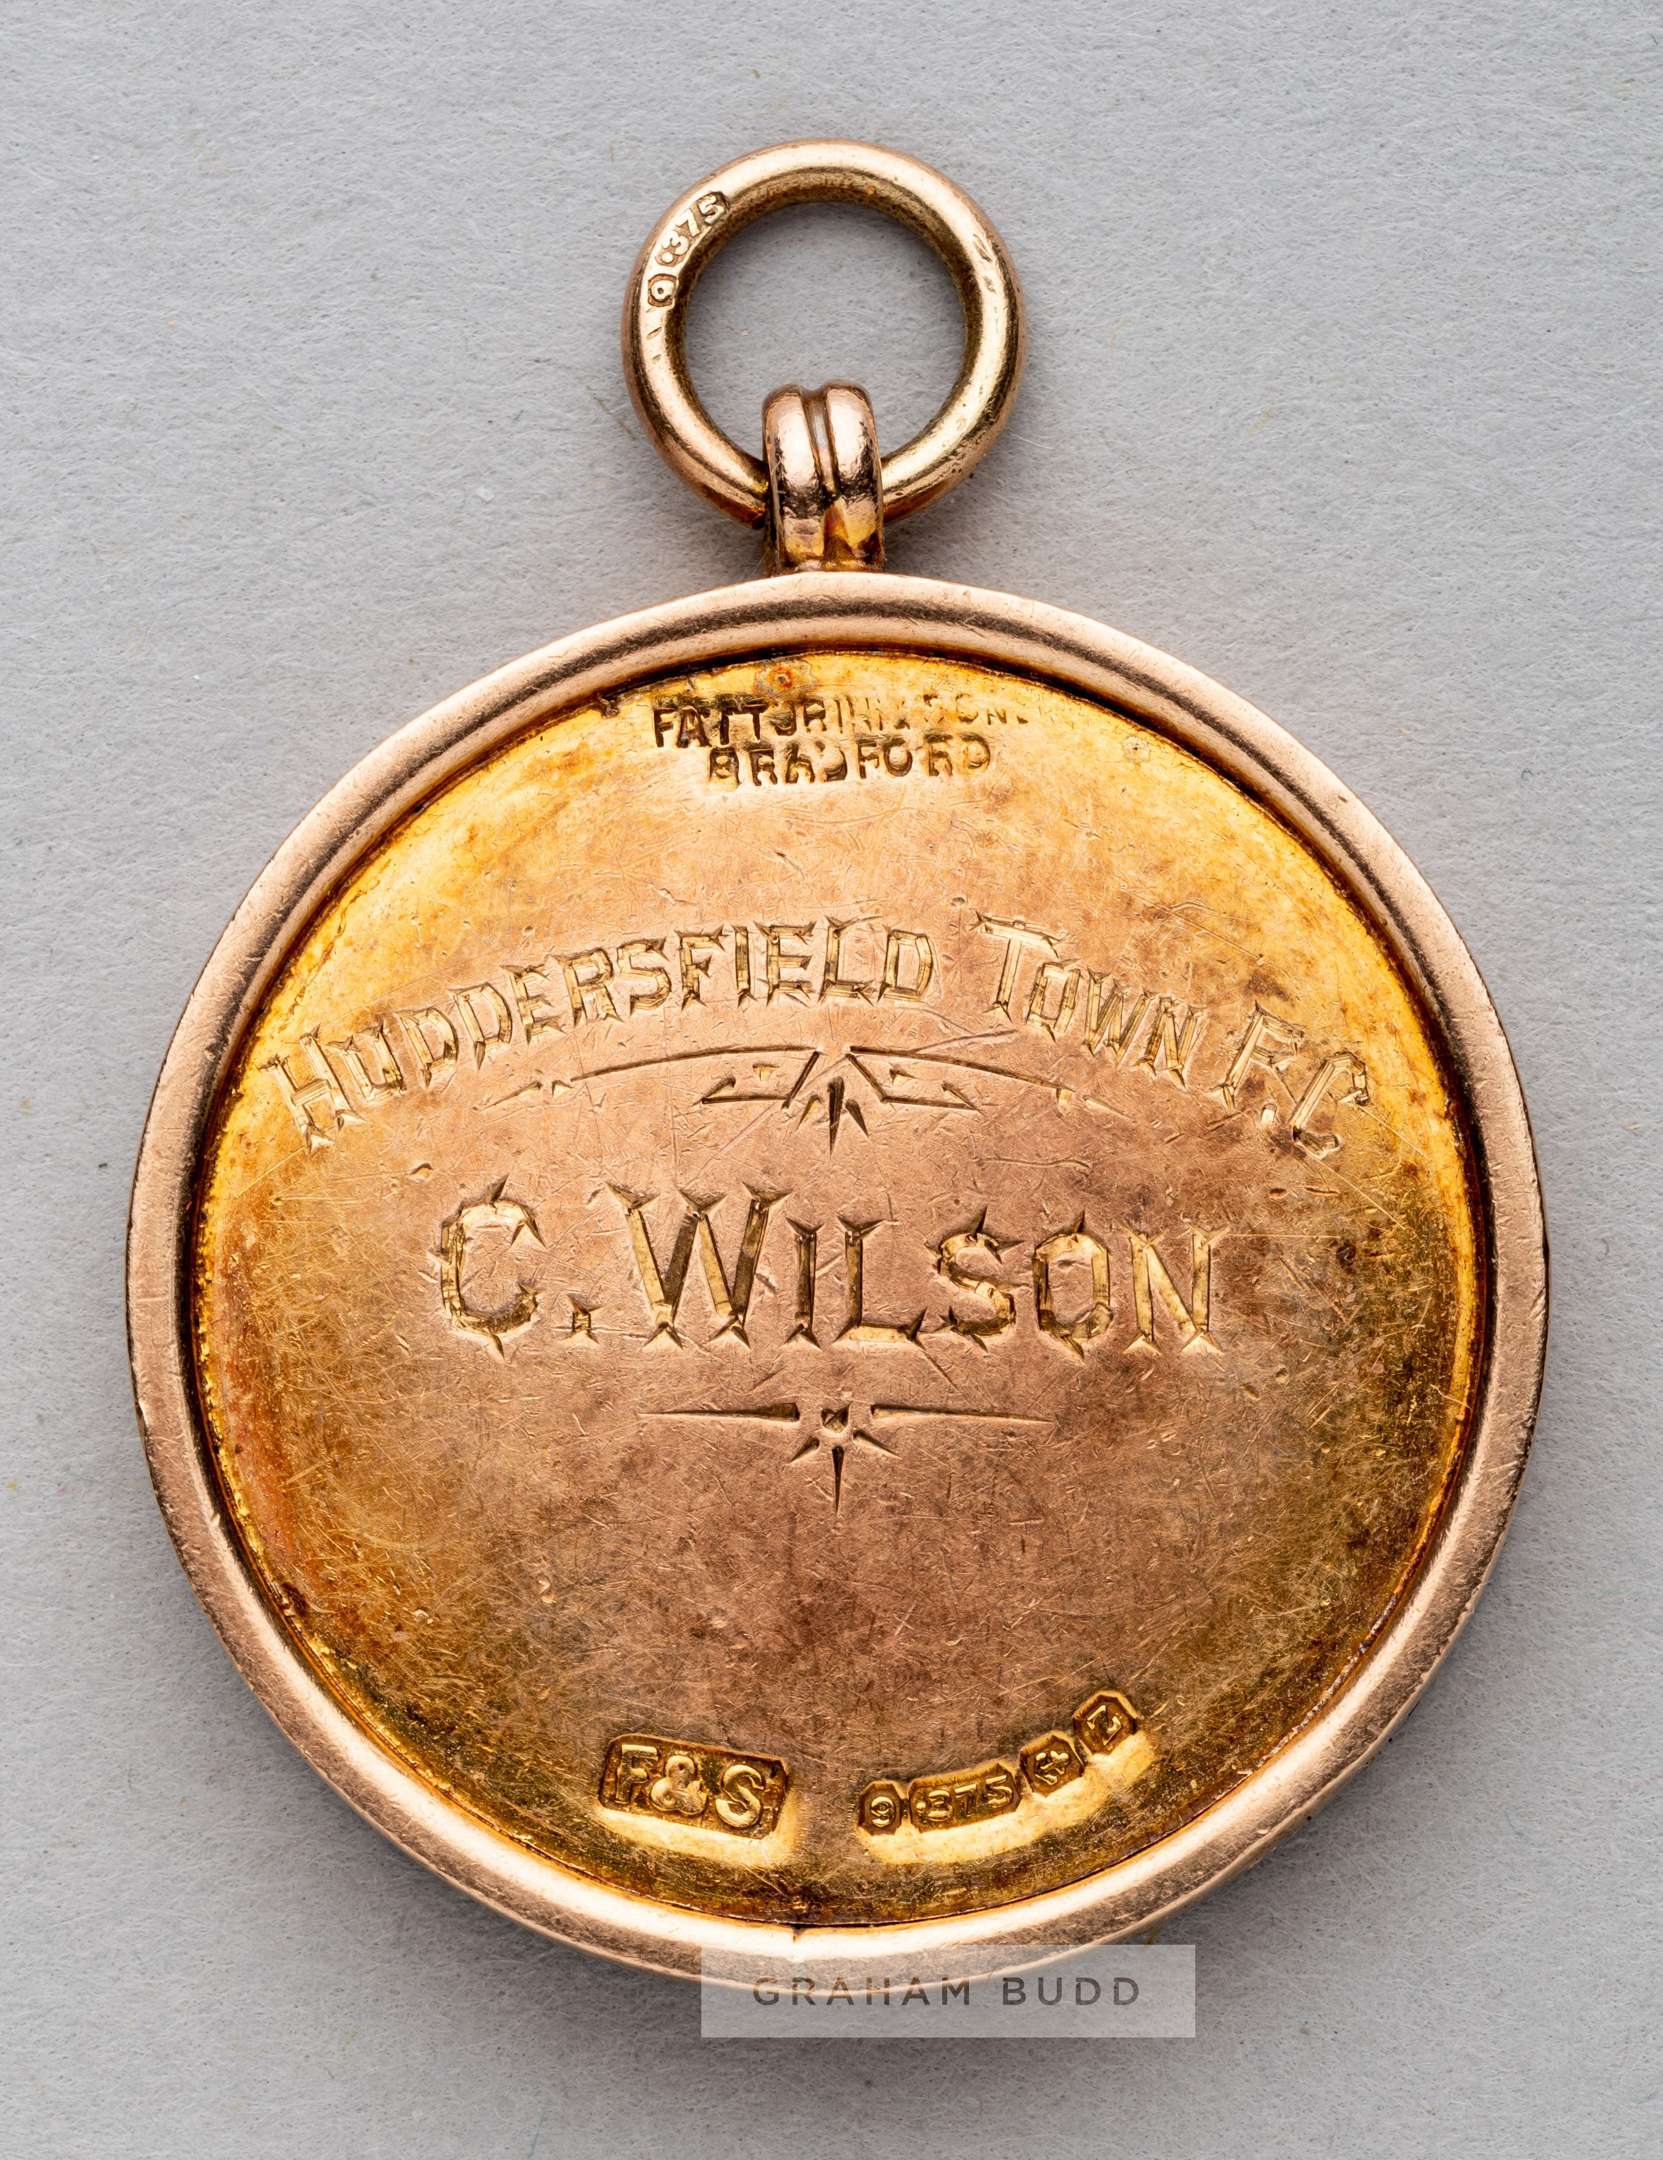 9 .375
FATTORINI & SONS
BRADFORD
HUDDERSFIELD TOWN F.C
C. WILSON
F&S 9 .375 Z
GRAHAM BUDD